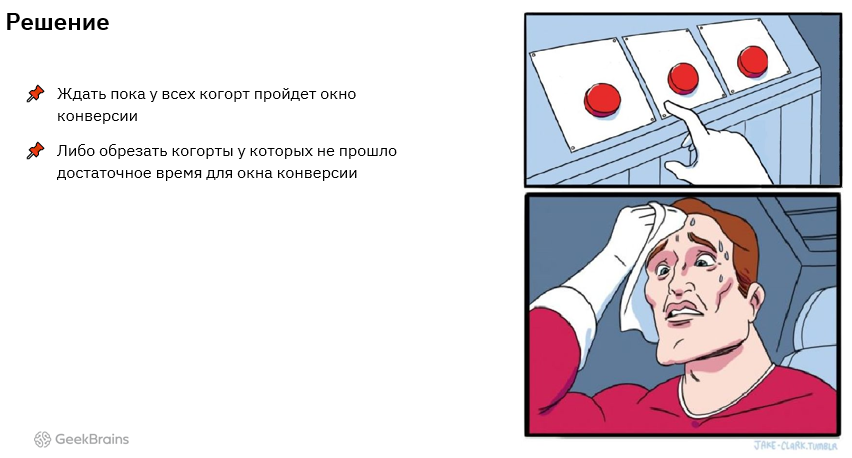 Решение
Ждать пока у всех когорт пройдет окно
конверсии
Либо обрезать когорты у которых не прошло
достаточное время для окна конверсии
GeekBrains
JAKE-CLARK.TUMBLR